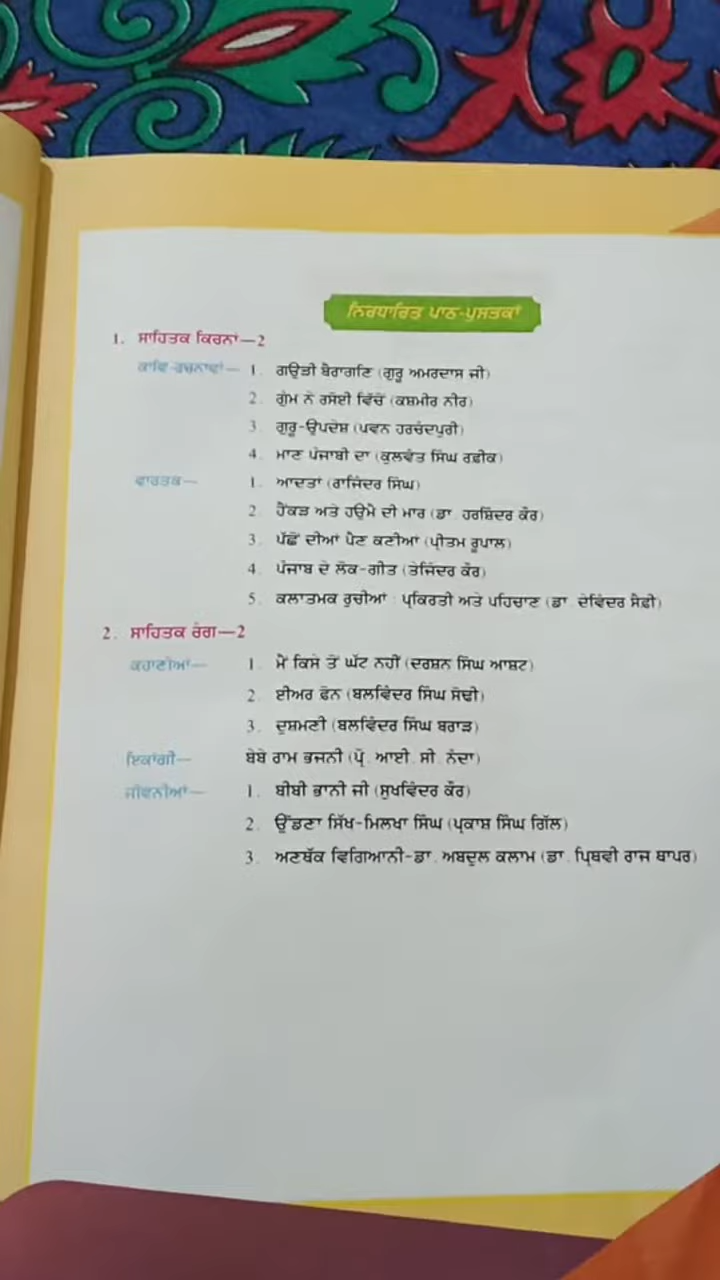 ਨਿਰਧਾਰਿਤ ਪਾਠ-ਪੁਸਤਕਾਂ
1. ਸਾਹਿਤਕ ਕਿਰਨਾਂ—2
ਕਾਵਿ-ਰਚਨਾਵਾਂ— 1. ਗਉੜੀ ਬੈਰਾਗਣਿ (ਗੁਰੂ ਅਮਰਦਾਸ ਜੀ)
2. ਗੁੰਮ ਨੇ ਰਸੋਈ ਵਿੱਚੋਂ (ਕਸ਼ਮੀਰ ਨੀਰ)
3. ਗੁਰੂ-ਉਪਦੇਸ਼ (ਪਵਨ ਹਰਚੰਦਪੁਰੀ)
4. ਮਾਣ ਪੰਜਾਬੀ ਦਾ (ਕੁਲਵੰਤ ਸਿੰਘ ਰਫ਼ੀਕ)
ਵਾਰਤਕ— 1. ਆਦਤਾਂ (ਰਾਜਿੰਦਰ ਸਿੰਘ)
2. ਹੈਂਕੜ ਅਤੇ ਹਉਮੈ ਦੀ ਮਾਰ (ਡਾ. ਹਰਸ਼ਿੰਦਰ ਕੌਰ)
3. ਪੱਛੋਂ ਦੀਆਂ ਪੈਣ ਕਣੀਆਂ (ਪ੍ਰੀਤਮ ਰੂਪਾਲ)
4. ਪੰਜਾਬ ਦੇ ਲੋਕ-ਗੀਤ (ਤੇਜਿੰਦਰ ਕੌਰ)
5. ਕਲਾਤਮਕ ਰੁਚੀਆਂ : ਪ੍ਰਕਿਰਤੀ ਅਤੇ ਪਹਿਚਾਣ (ਡਾ. ਦੇਵਿੰਦਰ ਸੈਫ਼ੀ)
2. ਸਾਹਿਤਕ ਰੰਗ—2
ਕਹਾਣੀਆਂ— 1. ਮੈਂ ਕਿਸੇ ਤੋਂ ਘੱਟ ਨਹੀਂ (ਦਰਸ਼ਨ ਸਿੰਘ ਆਸ਼ਟ)
2. ਈਅਰ ਫ਼ੋਨ (ਬਲਵਿੰਦਰ ਸਿੰਘ ਸੋਢੀ)
3. ਦੁਸ਼ਮਣੀ (ਬਲਵਿੰਦਰ ਸਿੰਘ ਬਰਾੜ)
ਇਕਾਂਗੀ— ਬੇਬੇ ਰਾਮ ਭਜਨੀ (ਪ੍ਰੋ. ਆਈ. ਸੀ. ਨੰਦਾ)
ਜੀਵਨੀਆਂ— 1. ਬੀਬੀ ਭਾਨੀ ਜੀ (ਸੁਖਵਿੰਦਰ ਕੌਰ)
2. ਉੱਡਣਾ ਸਿੱਖ-ਮਿਲਖਾ ਸਿੰਘ (ਪ੍ਰਕਾਸ਼ ਸਿੰਘ ਗਿੱਲ)
3. ਅਣਥੱਕ ਵਿਗਿਆਨੀ-ਡਾ. ਅਬਦੁਲ ਕਲਾਮ (ਡਾ. ਪ੍ਰਿਥਵੀ ਰਾਜ ਥਾਪਰ)